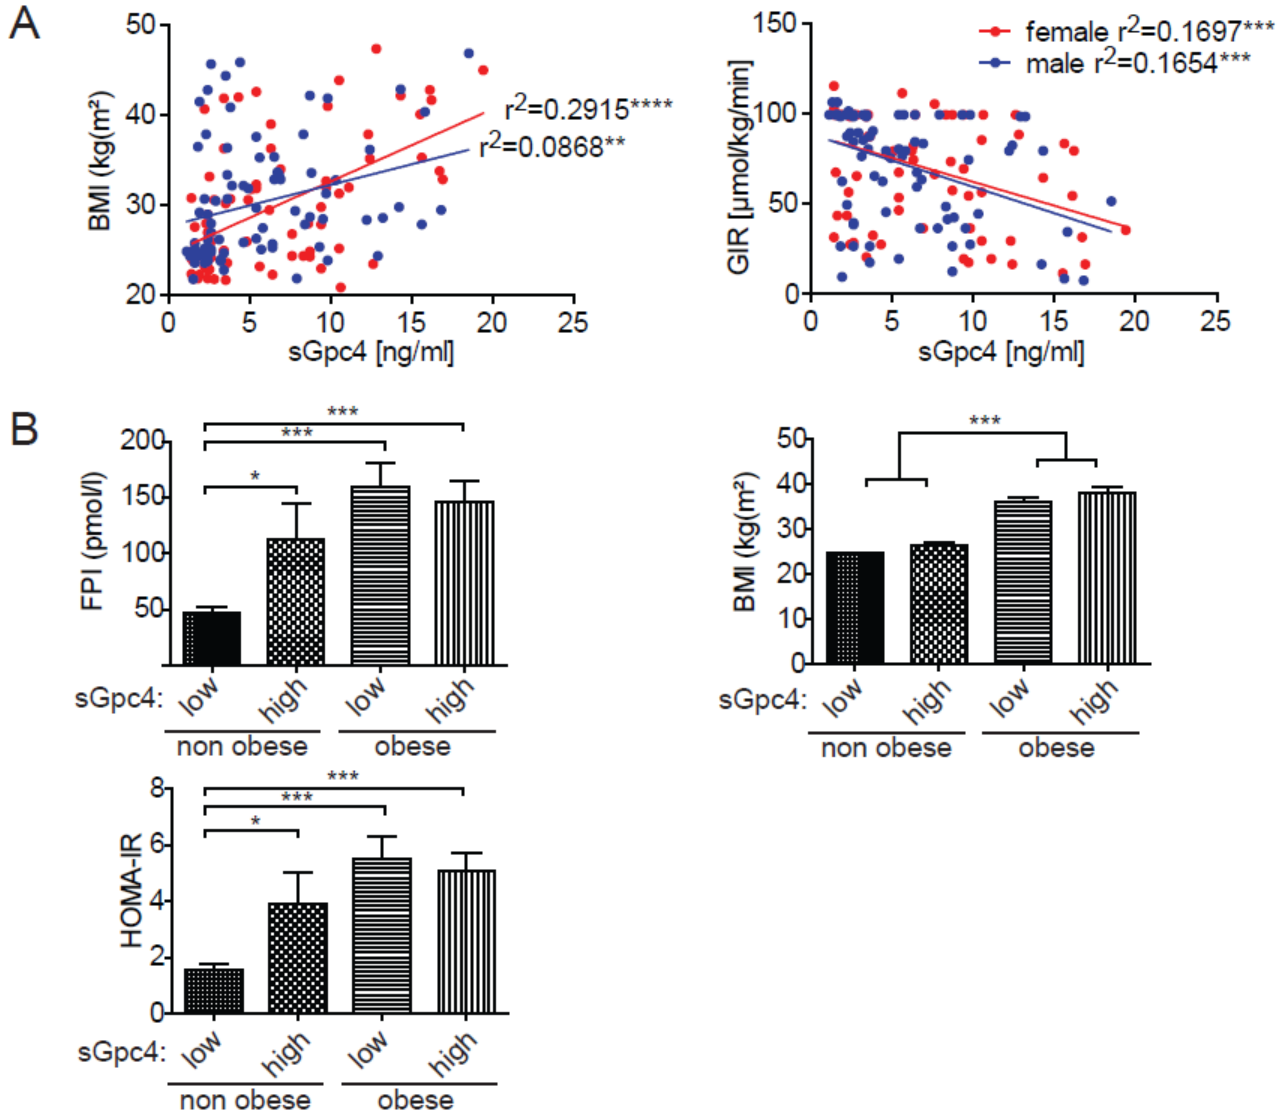 A
BMI (kg(m²)
50
40
30
20
0
5
10
15
20
25
sGpc4 [ng/ml]
r²=0.2915****
r²=0.0868**
GIR [µmol/kg/min)
150
100
50
0
0
5
10
15
20
25
sGpc4 [ng/ml]
female r²=0.1697***
male r²=0.1654***
B
FPI (pmol/l)
200
150
100
50
***
***
*
sGpc4: low high low high
non obese obese
BMI (kg(m²)
50
40
30
20
10
0
***
sGpc4: low high low high
non obese obese
HOMA-IR
8
6
4
2
0
***
***
*
sGpc4: low high low high
non obese obese